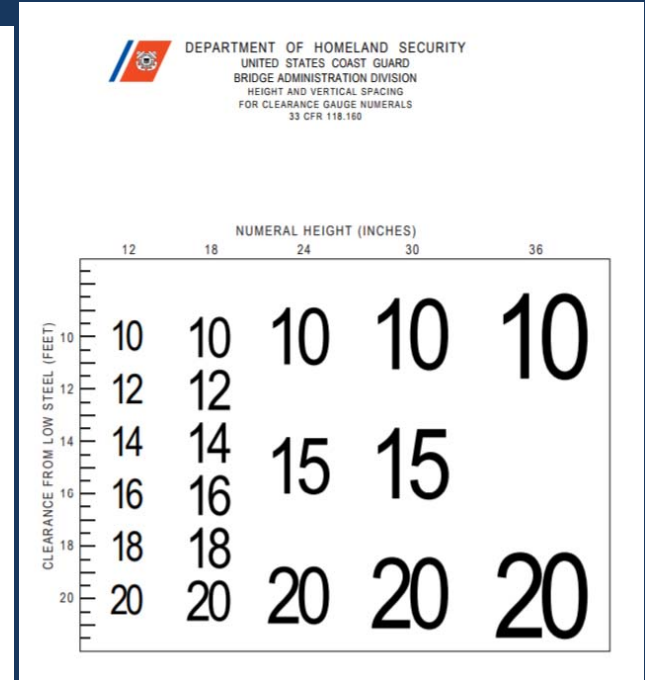 DEPARTMENT OF HOMELAND SECURITY
UNITED STATES COAST GUARD
BRIDGE ADMINISTRATION DIVISION
HEIGHT AND VERTICAL SPACING
FOR CLEARANCE GAUGE NUMERALS
33 CFR 118.160
NUMERAL HEIGHT (INCHES)
12 18 24 30 36
CLEARANCE FROM LOW STEEL (FEET)
10 10 10 10 10 10
12 12 12
14 14 14
15 15
16 16 16
18 18 18
20 20 20 20 20 20